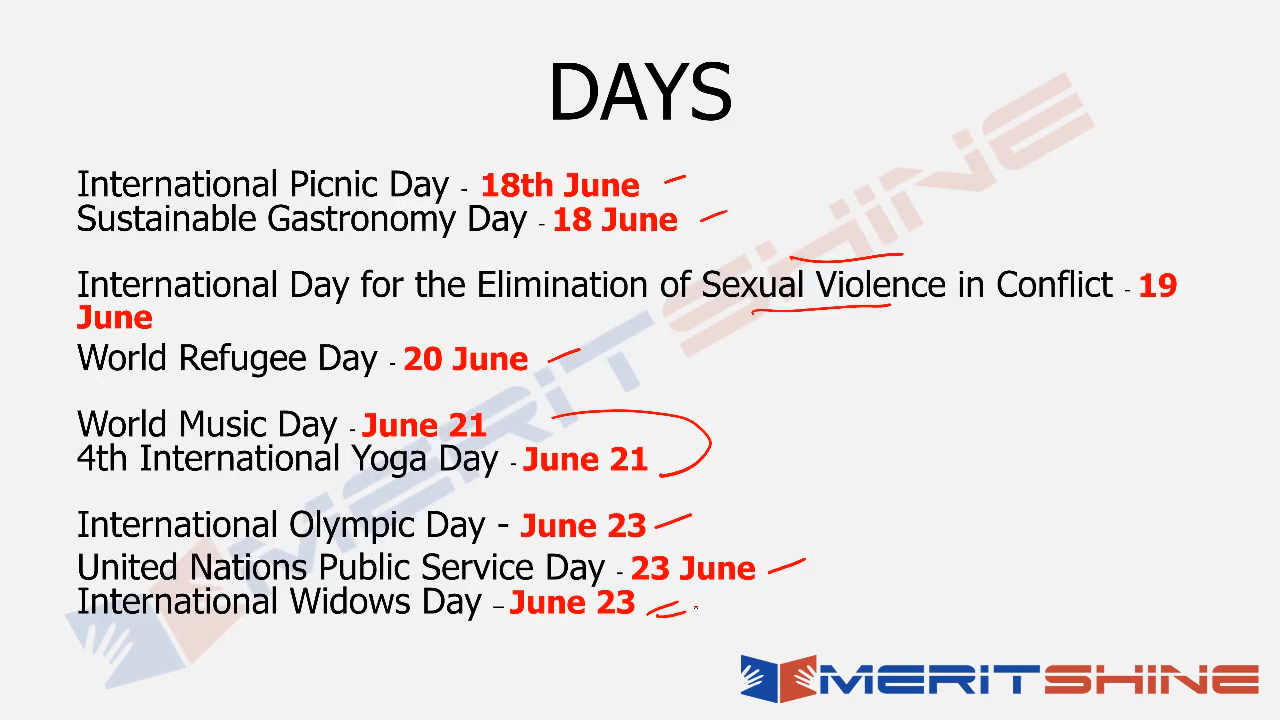 DAYS
International Picnic Day - 18th June
Sustainable Gastronomy Day - 18 June
International Day for the Elimination of Sexual Violence in Conflict - 19
June
World Refugee Day - 20 June
World Music Day - June 21
4th International Yoga Day - June 21
International Olympic Day - June 23
United Nations Public Service Day - 23 June
International Widows Day – June 23
MERiTSHINE
MERiTSHiNE